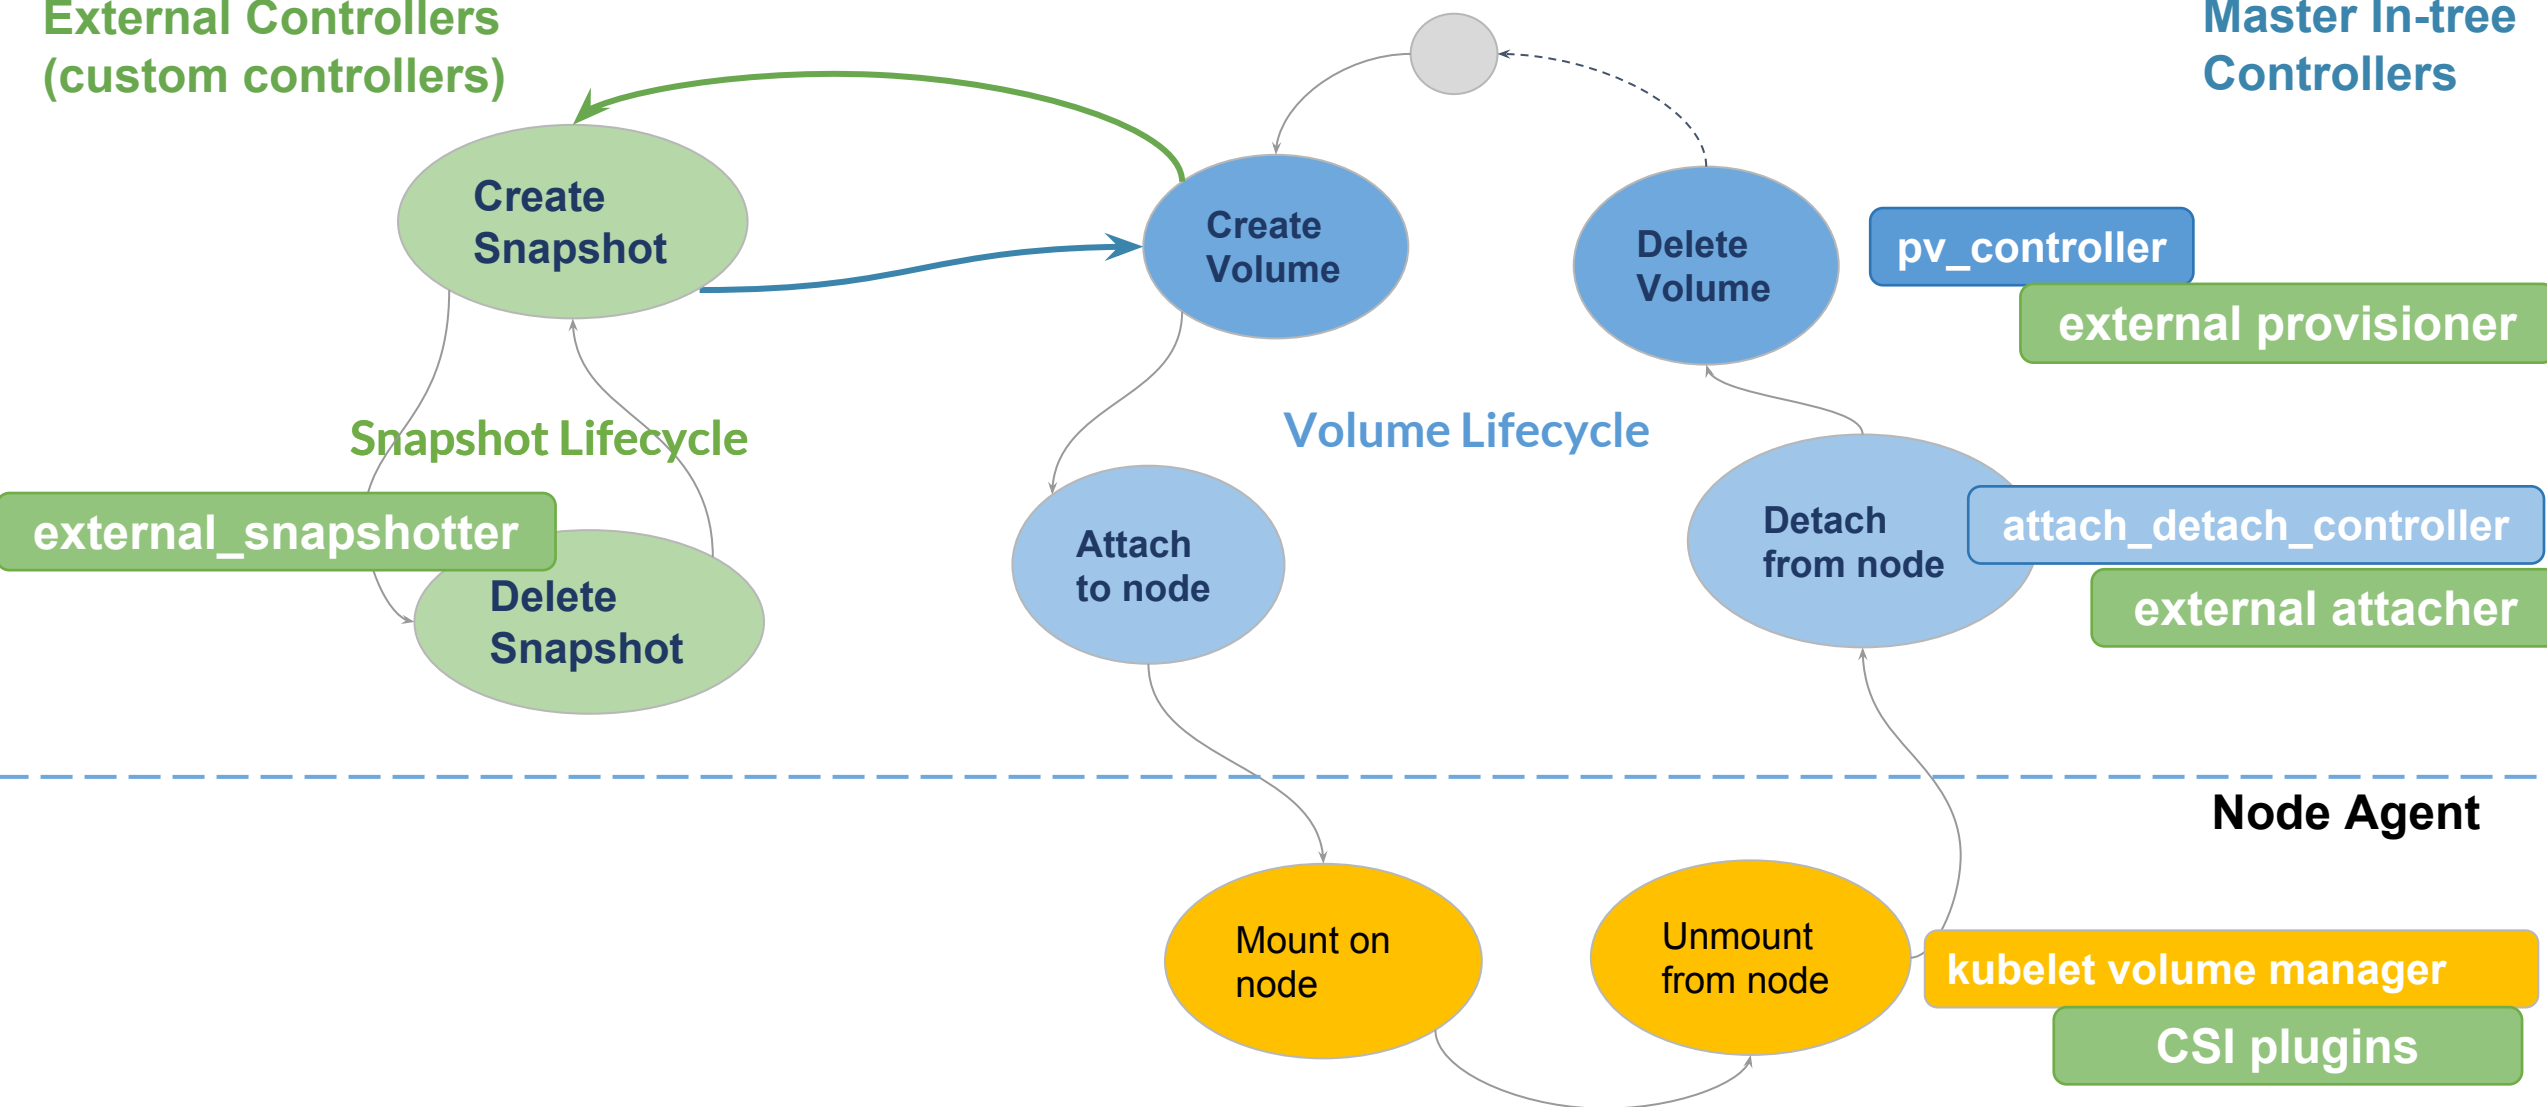 External Controllers
(custom controllers)
Master In-tree
Controllers
Create
Snapshot
Create
Volume
Delete
Volume
pv_controller
external provisioner
Snapshot Lifecycle
Volume Lifecycle
external_snapshotter
Delete
Snapshot
Attach
to node
Detach
from node
attach_detach_controller
external attacher
Node Agent
Mount on
node
Unmount
from node
kubelet volume manager
CSI plugins